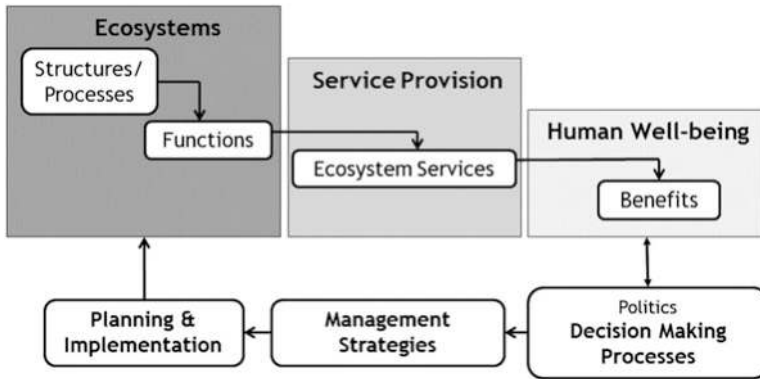 Ecosystems
Structures/
Processes
Functions
Service Provision
Ecosystem Services
Human Well-being
Benefits
Planning &
Implementation
Management
Strategies
Politics
Decision Making
Processes